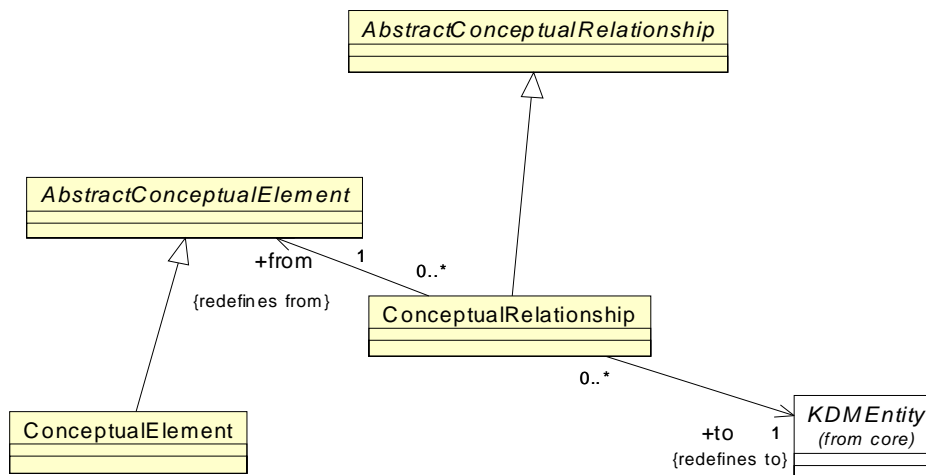 AbstractConceptualRelationship
AbstractConceptualElement
+from
1
0..*
{redefines from}
ConceptualRelationship
0..*
ConceptualElement
KDMEntity
(from core)
+to
1
{redefines to}